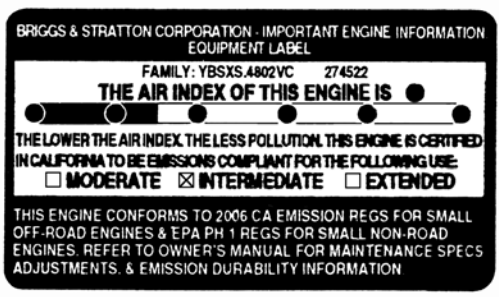 BRIGGS & STRATTON CORPORATION - IMPORTANT ENGINE INFORMATION
EQUIPMENT LABEL
FAMILY: YBSXS.4802VC 274522
THE AIR INDEX OF THIS ENGINE IS
THE LOWER THE AIR INDEX, THE LESS POLLUTION. THIS ENGINE IS CERTIFIED
IN CALIFORNIA TO BE EMISSIONS COMPLIANT FOR THE FOLLOWING USE:
☐ MODERATE ☒ INTERMEDIATE ☐ EXTENDED
THIS ENGINE CONFORMS TO 2006 CA EMISSION REGS FOR SMALL
OFF-ROAD ENGINES & EPA PH 1 REGS FOR SMALL NON-ROAD
ENGINES. REFER TO OWNER'S MANUAL FOR MAINTENANCE SPECS
ADJUSTMENTS, & EMISSION DURABILITY INFORMATION